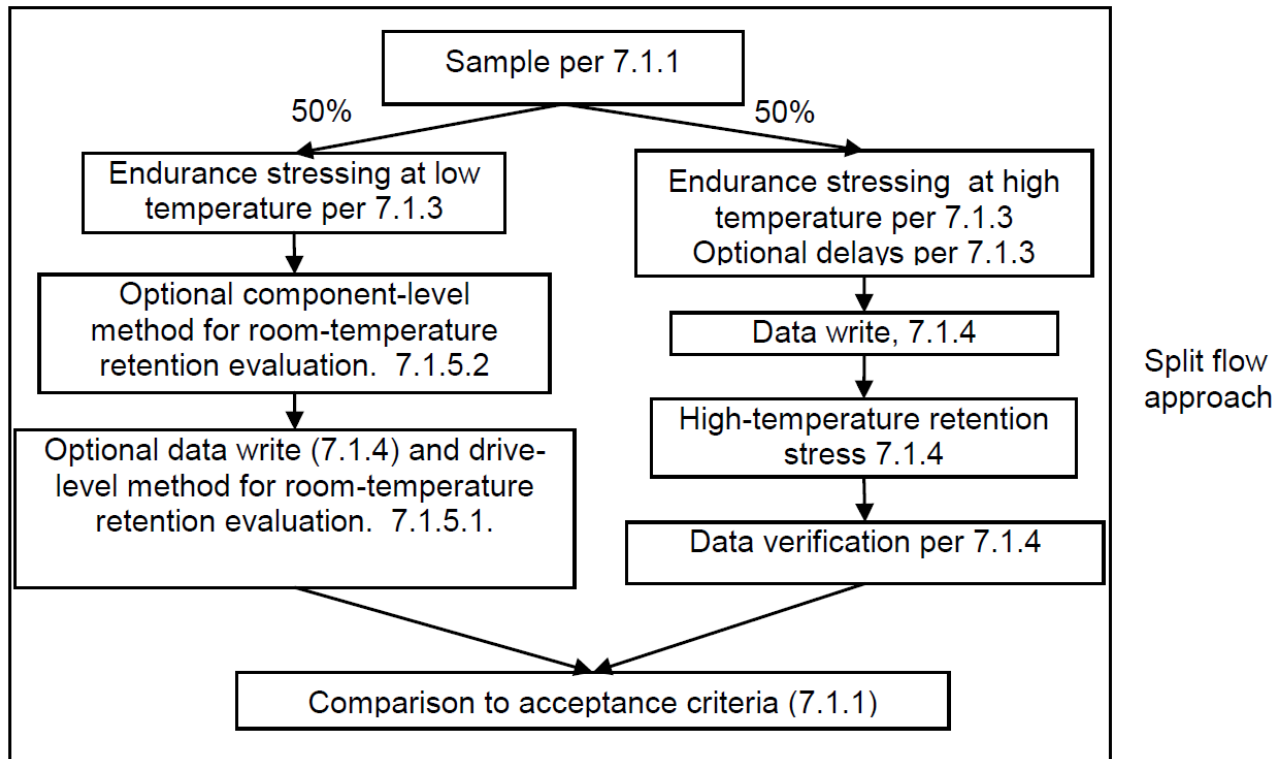 Sample per 7.1.1
50%
50%
Endurance stressing at low
temperature per 7.1.3
Optional component-level
method for room-temperature
retention evaluation.  7.1.5.2
Optional data write (7.1.4) and drive-
level method for room-temperature
retention evaluation.  7.1.5.1.
Endurance stressing  at high
temperature per 7.1.3
Optional delays per 7.1.3
Data write, 7.1.4
High-temperature retention
stress 7.1.4
Data verification per 7.1.4
Comparison to acceptance criteria (7.1.1)
Split flow
approach